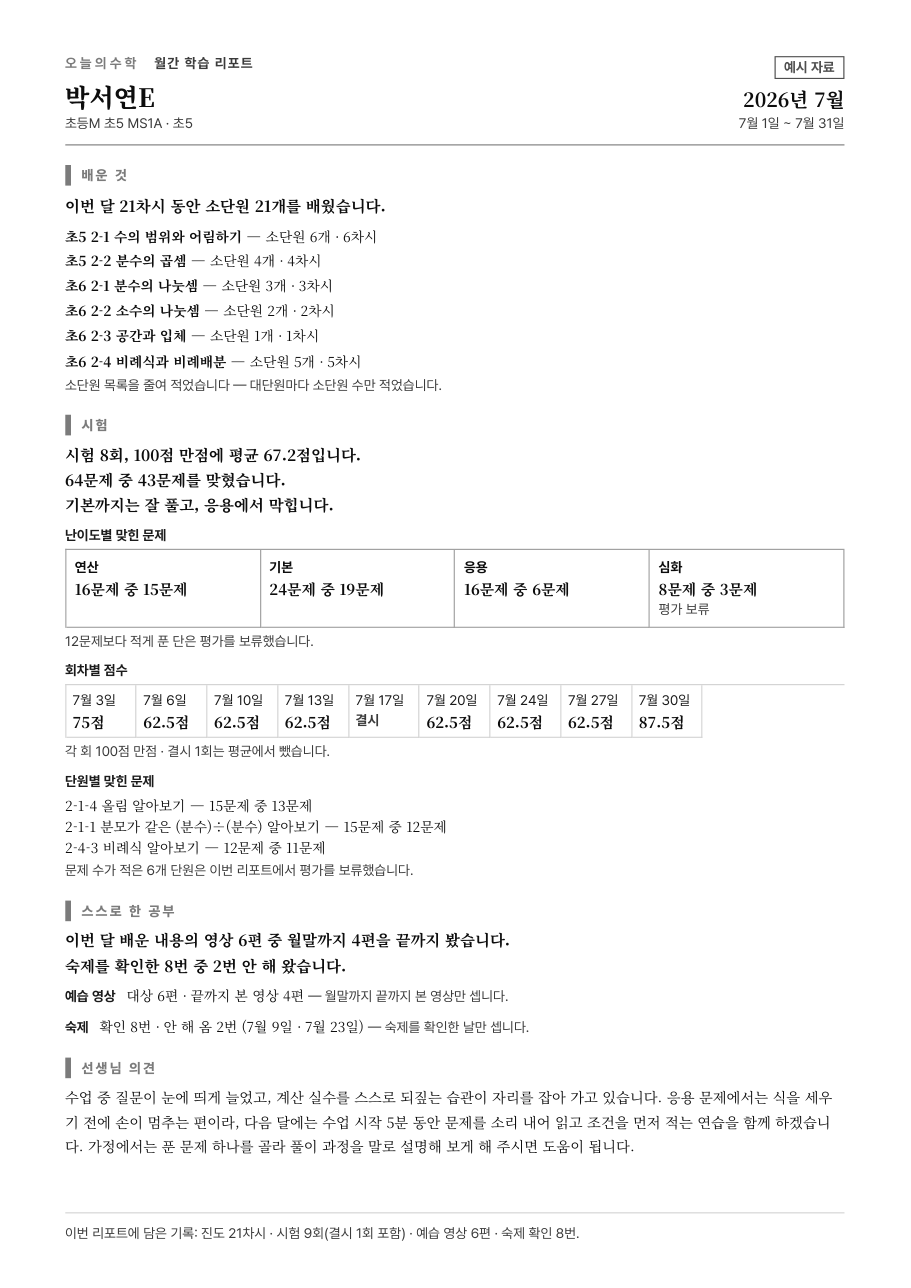 오늘의수학 월간 학습 리포트
예시 자료
박서연E
2026년 7월
초등M 초5 MS1A · 초5
7월 1일 ~ 7월 31일
배운 것
이번 달 21차시 동안 소단원 21개를 배웠습니다.
초5 2-1 수의 범위와 어림하기 — 소단원 6개 · 6차시
초5 2-2 분수의 곱셈 — 소단원 4개 · 4차시
초6 2-1 분수의 나눗셈 — 소단원 3개 · 3차시
초6 2-2 소수의 나눗셈 — 소단원 2개 · 2차시
초6 2-3 공간과 입체 — 소단원 1개 · 1차시
초6 2-4 비례식과 비례배분 — 소단원 5개 · 5차시
소단원 목록을 줄여 적었습니다 — 대단원마다 소단원 수만 적었습니다.
시험
시험 8회, 100점 만점에 평균 67.2점입니다.
64문제 중 43문제를 맞혔습니다.
기본까지는 잘 풀고, 응용에서 막힙니다.
난이도별 맞힌 문제
연산 기본 응용 심화
16문제 중 15문제 24문제 중 19문제 16문제 중 6문제 8문제 중 3문제
평가 보류
12문제보다 적게 푼 단은 평가를 보류했습니다.
회차별 점수
7월 3일 7월 6일 7월 10일 7월 13일 7월 17일 7월 20일 7월 24일 7월 27일 7월 30일
75점 62.5점 62.5점 62.5점 결시 62.5점 62.5점 62.5점 87.5점
각 회 100점 만점 · 결시 1회는 평균에서 뺐습니다.
단원별 맞힌 문제
2-1-4 올림 알아보기 — 15문제 중 13문제
2-1-1 분모가 같은 (분수)÷(분수) 알아보기 — 15문제 중 12문제
2-4-3 비례식 알아보기 — 12문제 중 11문제
문제 수가 적은 6개 단원은 이번 리포트에서 평가를 보류했습니다.
스스로 한 공부
이번 달 배운 내용의 영상 6편 중 월말까지 4편을 끝까지 봤습니다.
숙제를 확인한 8번 중 2번 안 해 왔습니다.
예습 영상 대상 6편 · 끝까지 본 영상 4편 — 월말까지 끝까지 본 영상만 셉니다.
숙제 확인 8번 · 안 해 옴 2번 (7월 9일 · 7월 23일) — 숙제를 확인한 날만 셉니다.
선생님 의견
수업 중 질문이 눈에 띄게 늘었고, 계산 실수를 스스로 되짚는 습관이 자리를 잡아 가고 있습니다. 응용 문제에서는 식을 세우
기 전에 손이 멈추는 편이라, 다음 달에는 수업 시작 5분 동안 문제를 소리 내어 읽고 조건을 먼저 적는 연습을 함께 하겠습니
다. 가정에서는 푼 문제 하나를 골라 풀이 과정을 말로 설명해 보게 해 주시면 도움이 됩니다.
이번 리포트에 담은 기록: 진도 21차시 · 시험 9회(결시 1회 포함) · 예습 영상 6편 · 숙제 확인 8번.